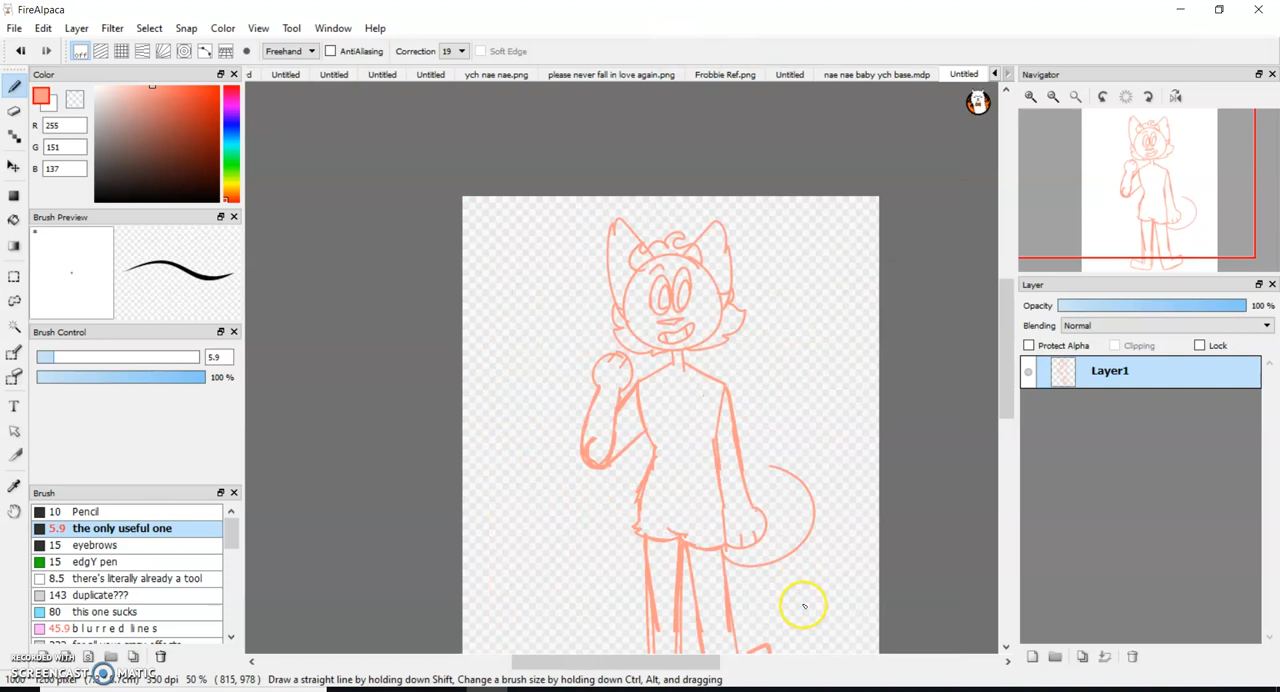 FireAlpaca
File Edit Layer Filter Select Snap Color View Tool Window Help
off Freehand AntiAliasing Correction 19 Soft Edge
Color
d Untitled Untitled Untitled Untitled ych nae nae.png please never fall in love again.png Frobbie Ref.png Untitled nae nae baby ych base.mdp Untitled
Navigator
R 255
G 151
B 137
Brush Preview
Layer
Opacity 100 %
Blending Normal
Protect Alpha Clipping Lock
Layer1
Brush Control
5.9
100 %
Brush
10 Pencil
5.9 the only useful one
15 eyebrows
15 edgY pen
8.5 there's literally already a tool
143 duplicate???
80 this one sucks
45.9 b l u r r e d l i n e s
RECORDED WITH
SCREENCAST MATIC
50 % ( 815, 978 ) Draw a straight line by holding down Shift, Change a brush size by holding down Ctrl, Alt, and dragging